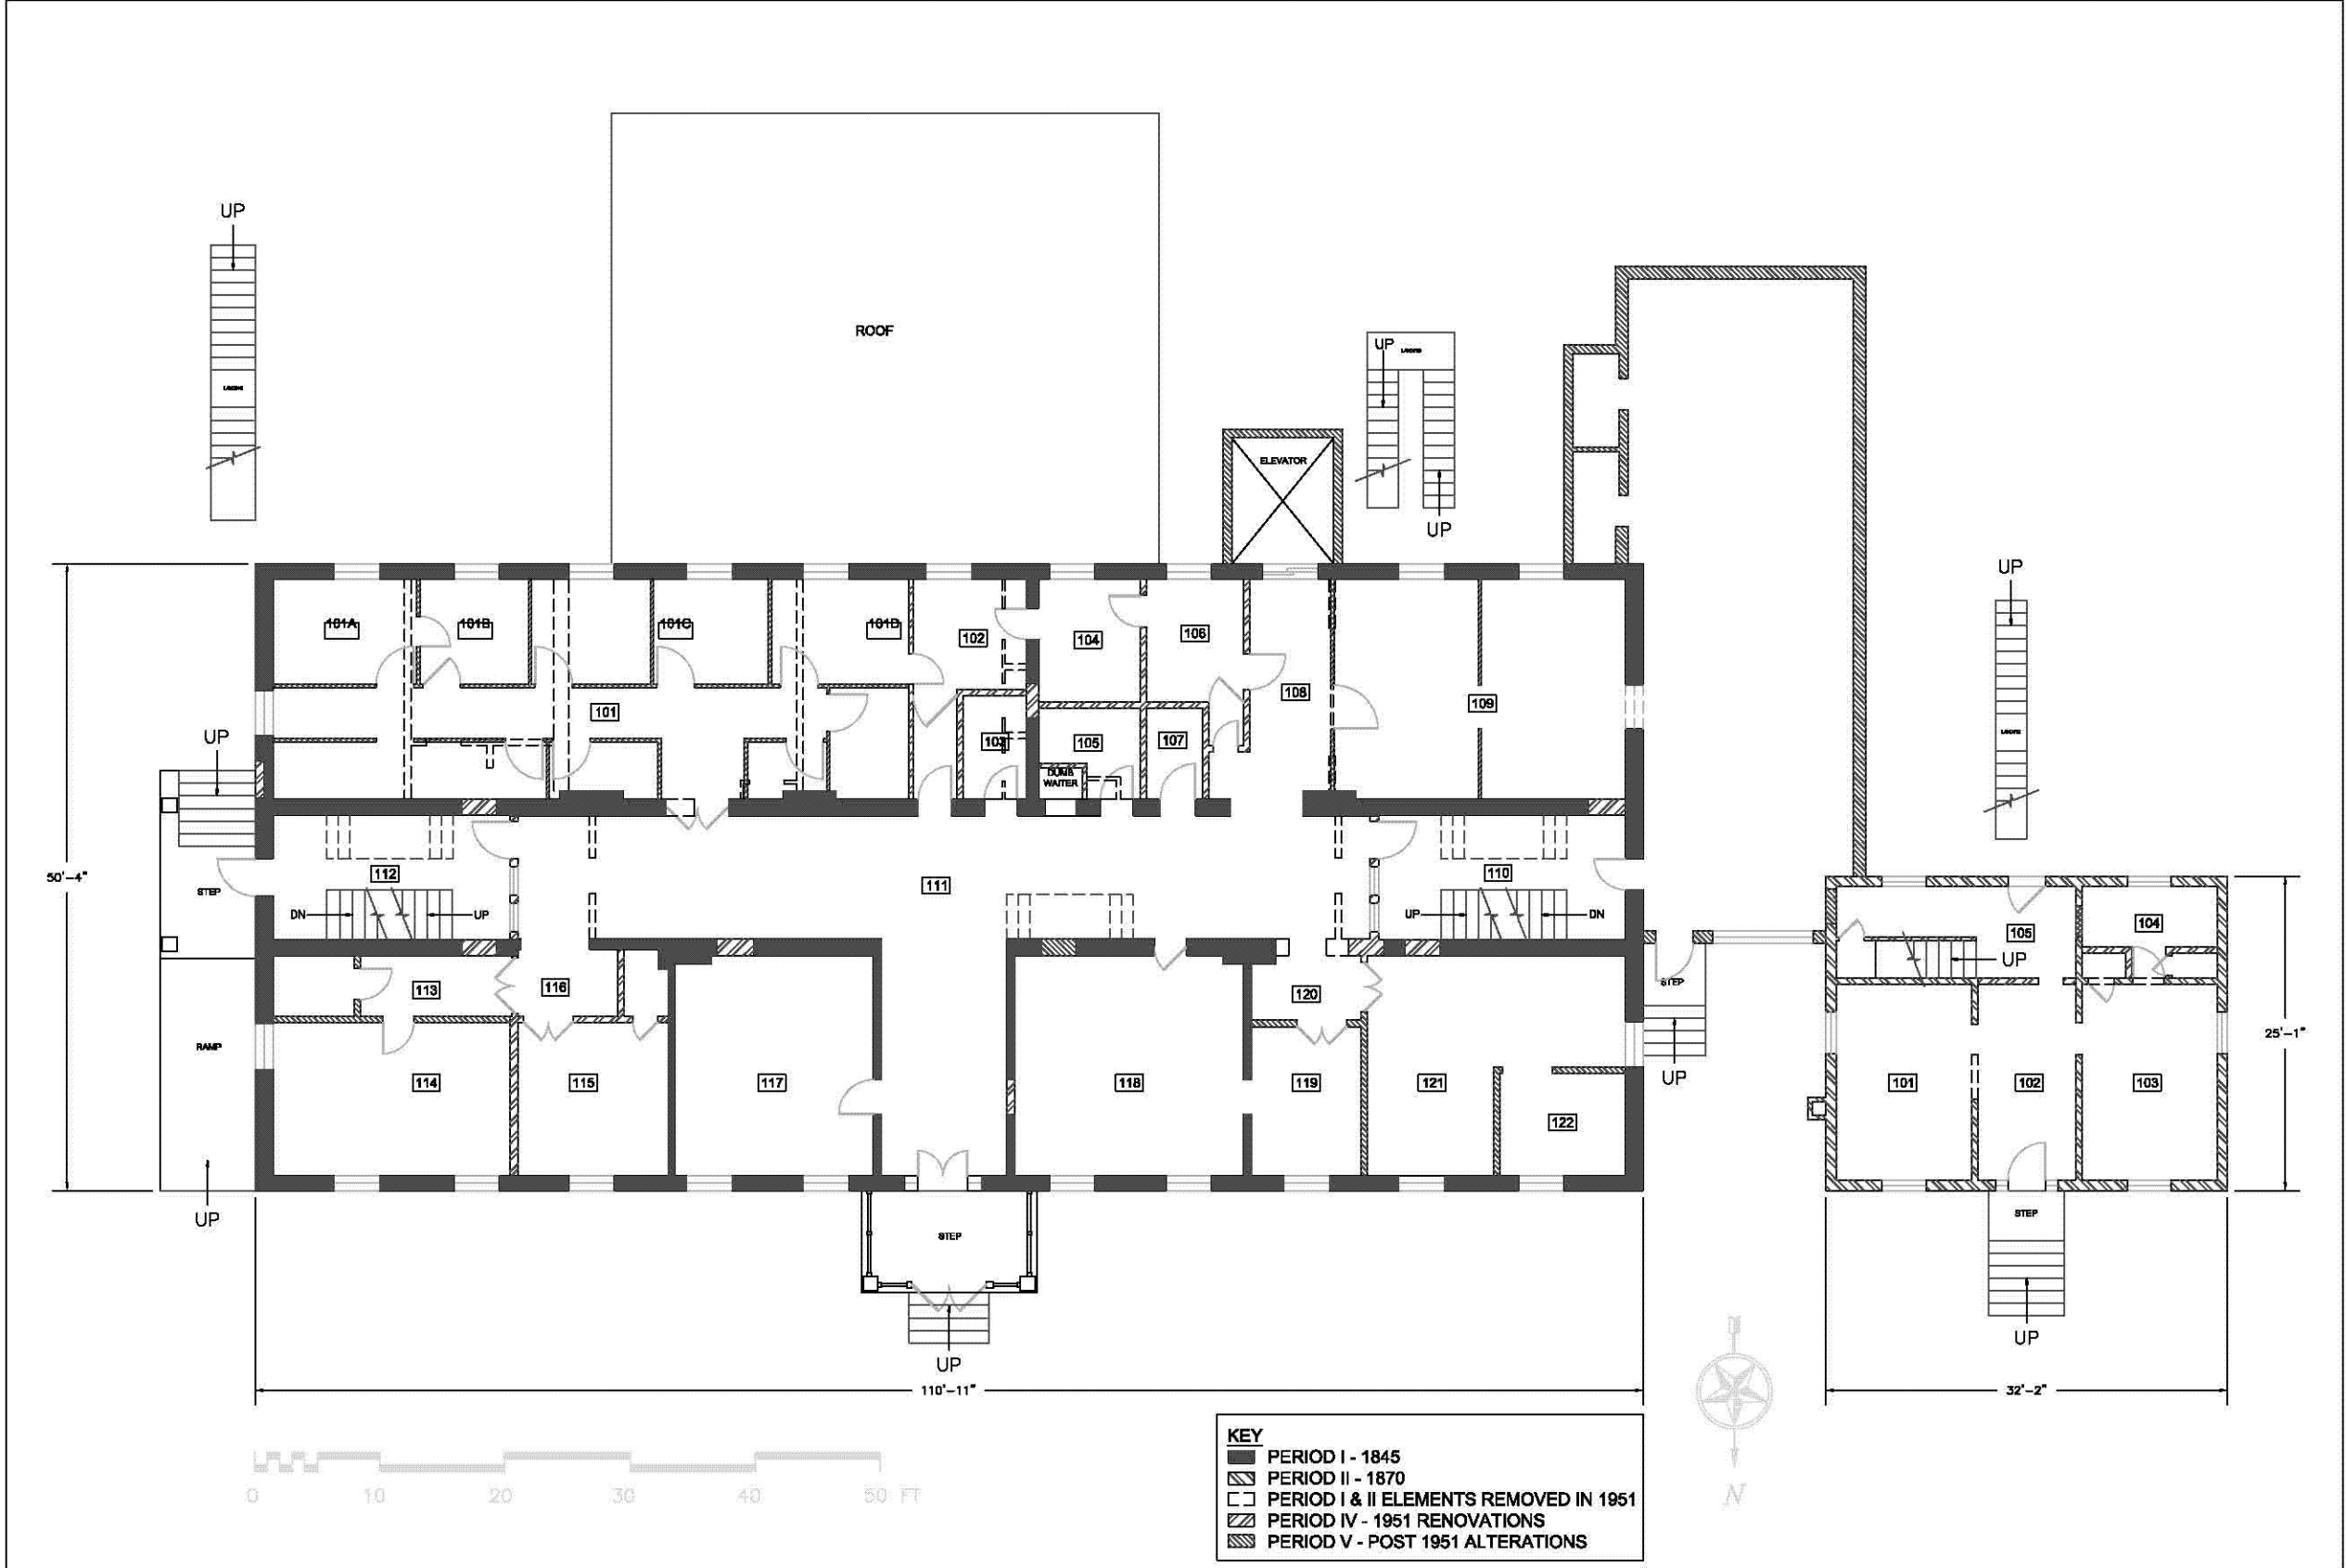 UP
ROOF
UP
LANDING
LANDING
ELEVATOR
UP
UP
101A
101B
101C
101D
102
104
106
101
108
109
103
105
107
DUMB
WAITER
UP
LANDING
UP
50'-4"
STEP
112
DN
UP
111
110
UP
DN
113
116
120
STEP
104
105
UP
RAMP
114
115
117
118
119
121
122
UP
101
102
103
25'-1"
UP
STEP
STEP
UP
UP
110'-11"
32'-2"
0 10 20 30 40 50 FT
N
KEY
PERIOD I - 1845
PERIOD II - 1870
PERIOD I & II ELEMENTS REMOVED IN 1951
PERIOD IV - 1951 RENOVATIONS
PERIOD V - POST 1951 ALTERATIONS